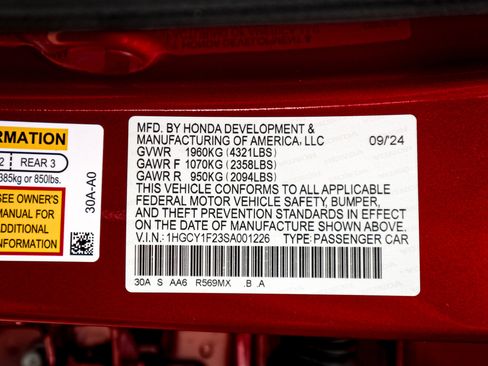 MFD. BY HONDA DEVELOPMENT &
MANUFACTURING OF AMERICA, LLC 09/24
GVWR 1960KG (4321LBS)
GAWR F 1070KG (2358LBS)
GAWR R 950KG (2094LBS)
THIS VEHICLE CONFORMS TO ALL APPLICABLE
FEDERAL MOTOR VEHICLE SAFETY, BUMPER,
AND THEFT PREVENTION STANDARDS IN EFFECT
ON THE DATE OF MANUFACTURE SHOWN ABOVE.
V.I.N.: 1HGCY1F23SA001226 TYPE: PASSENGER CAR
30A S AA6 R569MX .B .A
RMATION
2 REAR 3
385kg or 850lbs.
SEE OWNER'S
MANUAL FOR
ADDITIONAL
INFORMATION
30A-A0